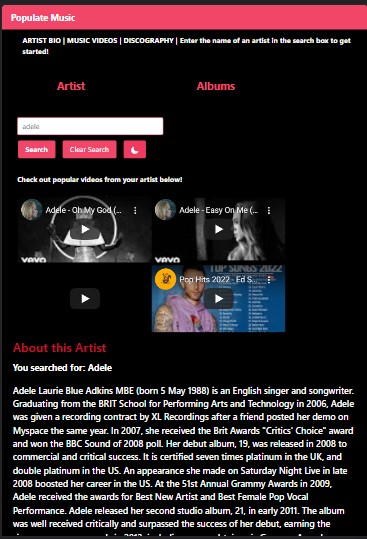 Populate Music
ARTIST BIO | MUSIC VIDEOS | DISCOGRAPHY | Enter the name of an artist in the search box to get
started!
Artist
Albums
adele
Search
Clear Search
Check out popular videos from your artist below!
Adele - Oh My God (...
Adele - Easy On Me (...
vevo
vevo
Pop Hits 2022 - Ed S...
TOP SONGS 2022
About this Artist
You searched for: Adele
Adele Laurie Blue Adkins MBE (born 5 May 1988) is an English singer and songwriter.
Graduating from the BRIT School for Performing Arts and Technology in 2006, Adele
was given a recording contract by XL Recordings after a friend posted her demo on
Myspace the same year. In 2007, she received the Brit Awards "Critics' Choice" award
and won the BBC Sound of 2008 poll. Her debut album, 19, was released in 2008 to
commercial and critical success. It is certified seven times platinum in the UK, and
double platinum in the US. An appearance she made on Saturday Night Live in late
2008 boosted her career in the US. At the 51st Annual Grammy Awards in 2009,
Adele received the awards for Best New Artist and Best Female Pop Vocal
Performance. Adele released her second studio album, 21, in early 2011. The album
was well received critically and surpassed the success of her debut, earning the